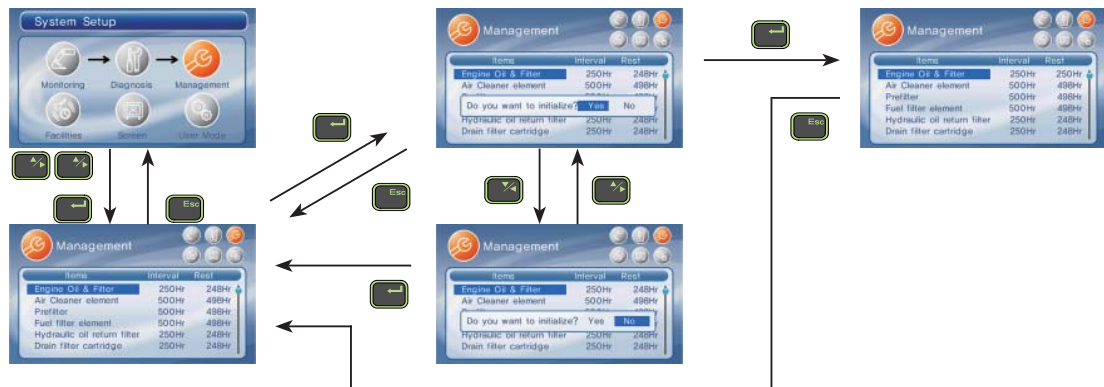 System Setup
Monitoring Diagnosis Management
Facilities Screen User Mode
Esc
Management
Items Interval Rest
Engine Oil & Filter 250Hr 248Hr
Air Cleaner element 500Hr 498Hr
Prefilter 500Hr 498Hr
Fuel filter element 500Hr 498Hr
Hydraulic oil return filter 250Hr 248Hr
Drain filter cartridge 250Hr 248Hr
Esc
Management
Items Interval Rest
Engine Oil & Filter 250Hr 248Hr
Air Cleaner element 500Hr 498Hr
Do you want to initialize? Yes No
Hydraulic oil return filter 250Hr 248Hr
Drain filter cartridge 250Hr 248Hr
Management
Items Interval Rest
Engine Oil & Filter 250Hr 248Hr
Air Cleaner element 500Hr 498Hr
Do you want to initialize? Yes No
Hydraulic oil return filter 250Hr 248Hr
Drain filter cartridge 250Hr 248Hr
Management
Items Interval Rest
Engine Oil & Filter 250Hr 250Hr
Air Cleaner element 500Hr 498Hr
Prefilter 500Hr 498Hr
Fuel filter element 500Hr 498Hr
Hydraulic oil return filter 250Hr 248Hr
Drain filter cartridge 250Hr 248Hr
Esc